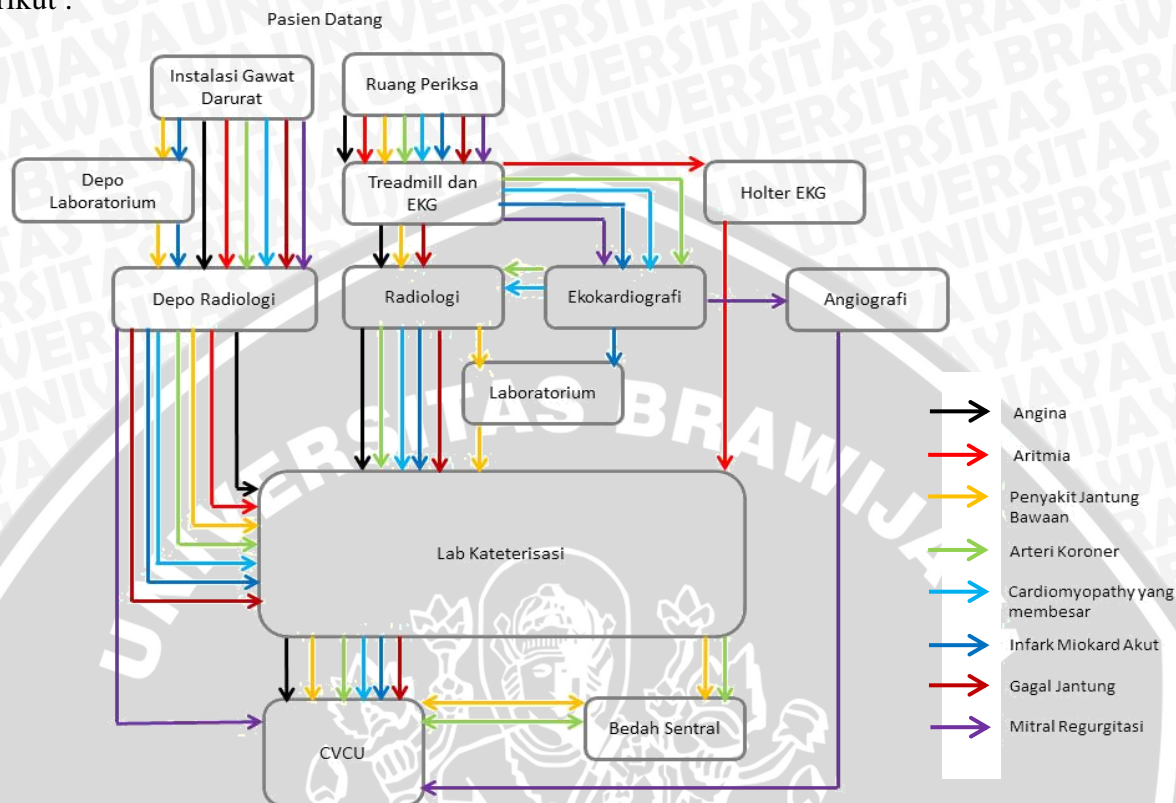 rikut :
Pasien Datang
Instalasi Gawat
Darurat
Ruang Periksa
Depo
Laboratorium
Treadmill dan
EKG
Holter EKG
Depo Radiologi
Radiologi
Ekokardiografi
Angiografi
Laboratorium
Lab Kateterisasi
CVCU
Bedah Sentral
Angina
Aritmia
Penyakit Jantung
Bawaan
Arteri Koroner
Cardiomyopathy yang
membesar
Infark Miokard Akut
Gagal Jantung
Mitral Regurgitasi
UNIVERSITAS BRAWIJAYA